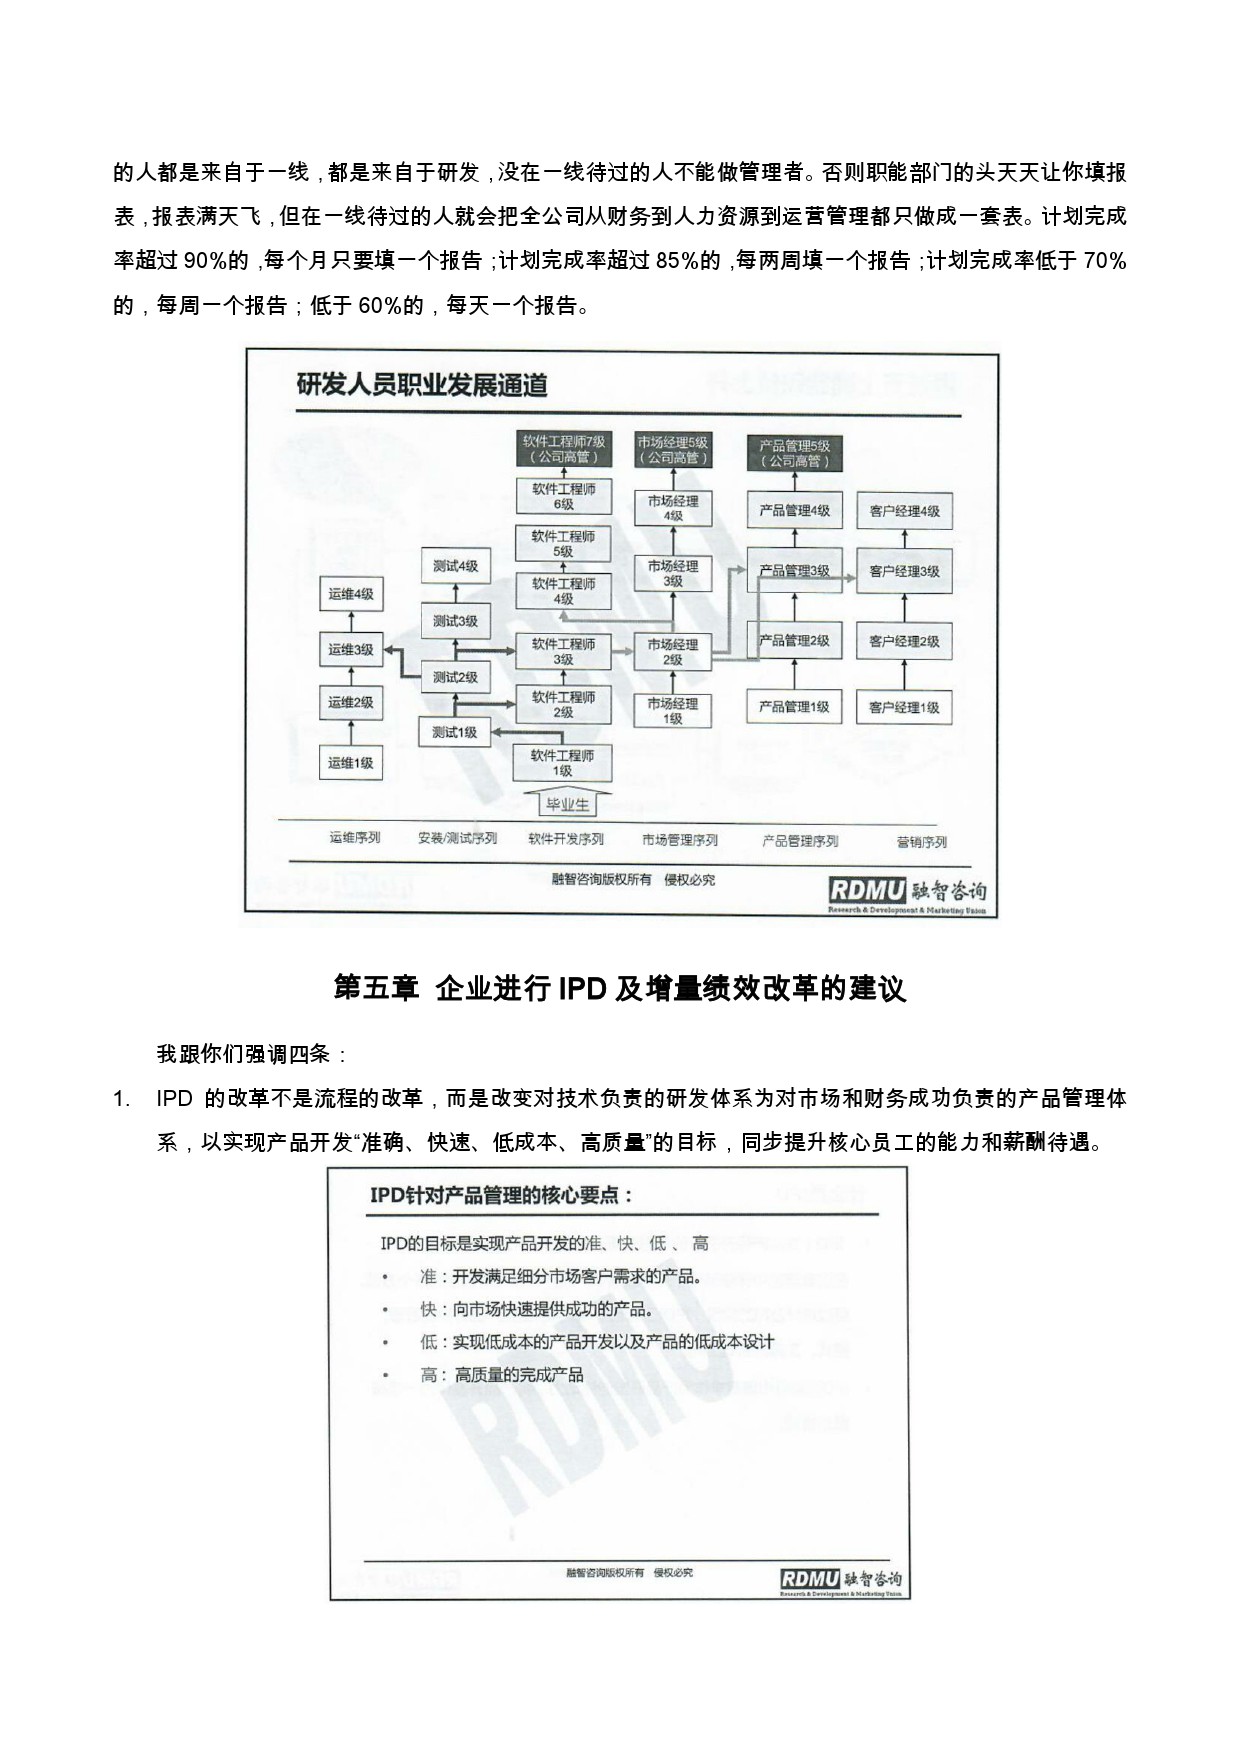 的人都是来自于一线，都是来自于研发，没在一线待过的人不能做管理者。否则职能部门的头天天让你填报
表，报表满天飞，但在一线待过的人就会把全公司从财务到人力资源到运营管理都只做成一套表。计划完成
率超过90%的，每个月只要填一个报告；计划完成率超过85%的，每两周填一个报告；计划完成率低于70%
的，每周一个报告；低于60%的，每天一个报告。
研发人员职业发展通道
软件工程师7级
（公司高管）
市场经理5级
（公司高管）
产品管理5级
（公司高管）
软件工程师
6级
市场经理
4级
产品管理4级
客户经理4级
软件工程师
5级
测试4级
市场经理
3级
产品管理3级
客户经理3级
运维4级
软件工程师
4级
测试3级
运维3级
软件工程师
3级
市场经理
2级
产品管理2级
客户经理2级
测试2级
运维2级
软件工程师
2级
市场经理
1级
产品管理1级
客户经理1级
测试1级
运维1级
软件工程师
1级
毕业生
RDMU
运维序列 安装/测试序列 软件开发序列 市场管理序列 产品管理序列 营销序列
融智咨询版权所有 侵权必究
RDMU 融智咨询
Research & Development & Marketing Union
第五章 企业进行IPD及增量绩效改革的建议
我跟你们强调四条：
1. IPD 的改革不是流程的改革，而是改变对技术负责的研发体系为对市场和财务成功负责的产品管理体
系，以实现产品开发“准确、快速、低成本、高质量”的目标，同步提升核心员工的能力和薪酬待遇。
IPD针对产品管理的核心要点：
IPD的目标是实现产品开发的准、快、低 、 高
• 准：开发满足细分市场客户需求的产品。
• 快：向市场快速提供成功的产品。
• 低：实现低成本的产品开发以及产品的低成本设计
• 高：高质量的完成产品
RDMU
融智咨询版权所有 侵权必究
RDMU 融智咨询
Research & Development & Marketing Union